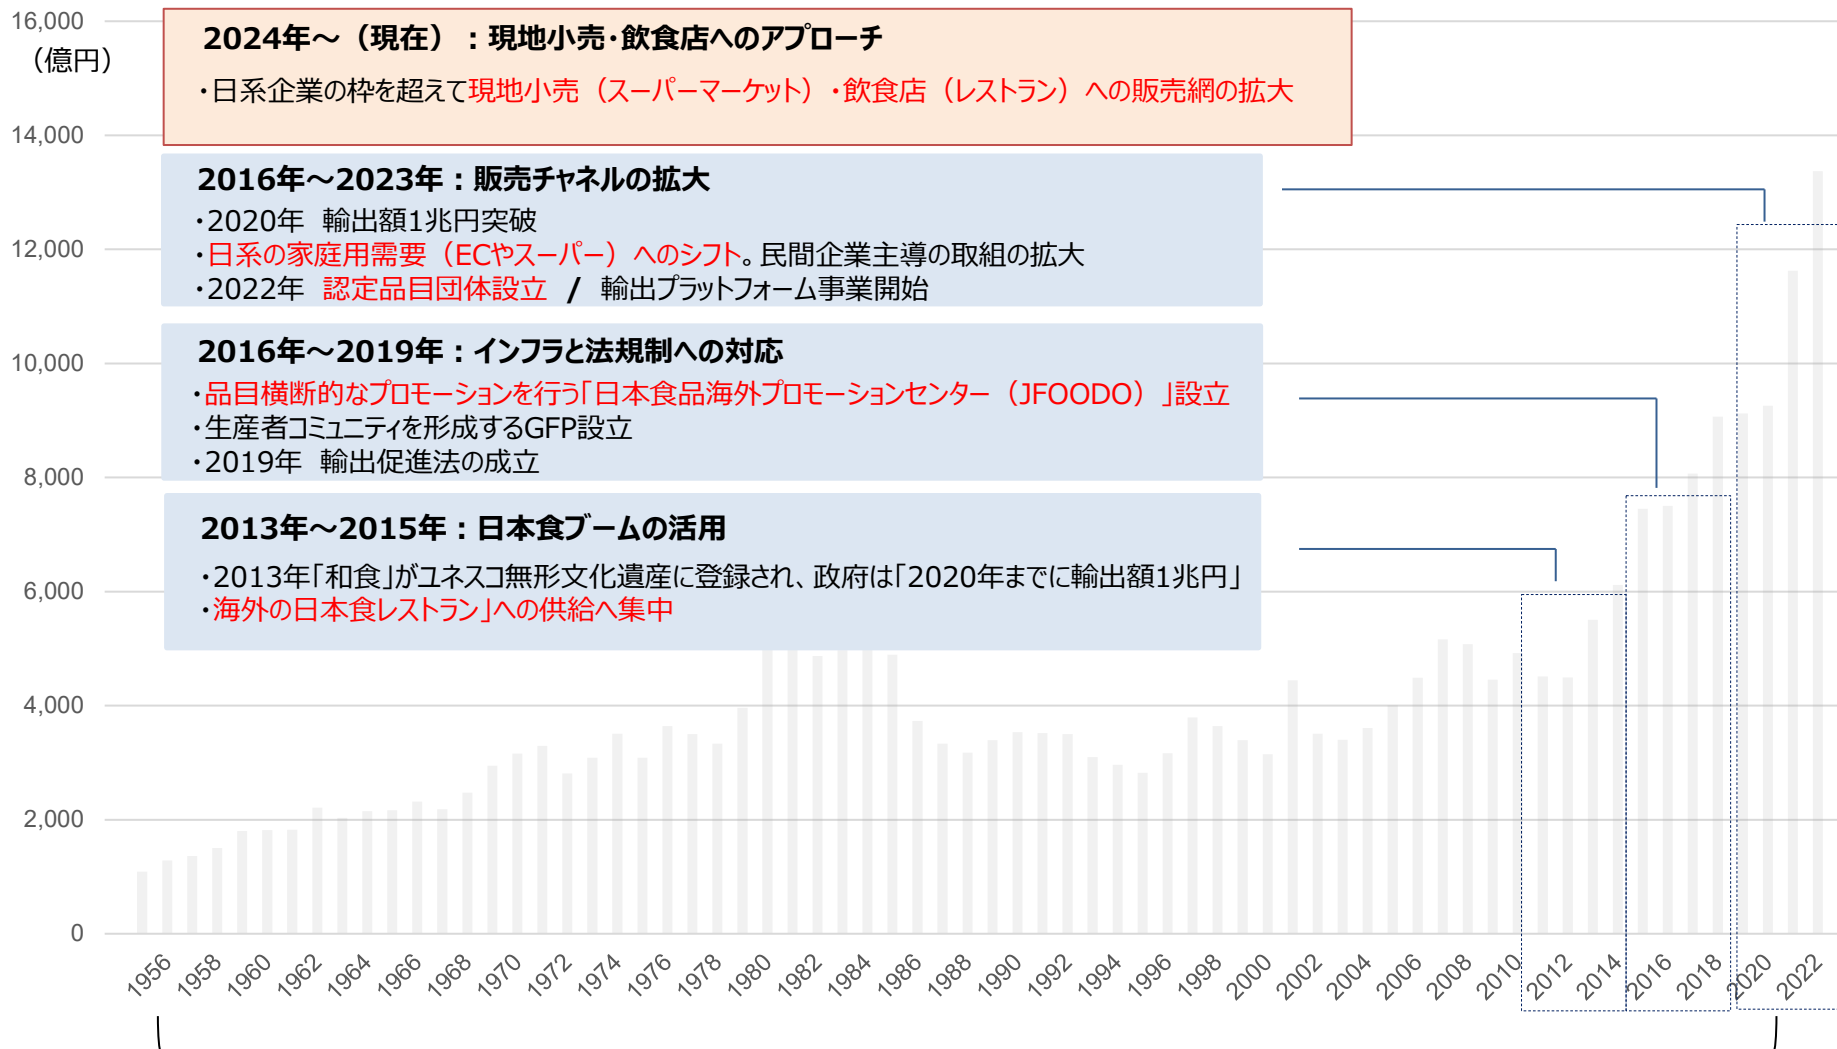 16,000
（億円）
14,000
12,000
10,000
8,000
6,000
4,000
2,000
0
2024年～（現在）：現地小売・飲食店へのアプローチ
・日系企業の枠を超えて現地小売（スーパーマーケット）・飲食店（レストラン）への販売網の拡大
2016年～2023年：販売チャネルの拡大
・2020年　輸出額1兆円突破
・日系の家庭用需要（ECやスーパー）へのシフト。民間企業主導の取組の拡大
・2022年　認定品目団体設立　/　輸出プラットフォーム事業開始
2016年～2019年：インフラと法規制への対応
・品目横断的なプロモーションを行う「日本食品海外プロモーションセンター（JFOODO）」設立
・生産者コミュニティを形成するGFP設立
・2019年　輸出促進法の成立
2013年～2015年：日本食ブームの活用
・2013年「和食」がユネスコ無形文化遺産に登録され、政府は「2020年までに輸出額1兆円」
・海外の日本食レストラン」への供給へ集中
1956 1958 1960 1962 1964 1966 1968 1970 1972 1974 1976 1978 1980 1982 1984 1986 1988 1990 1992 1994 1996 1998 2000 2002 2004 2006 2008 2010 2012 2014 2016 2018 2020 2022